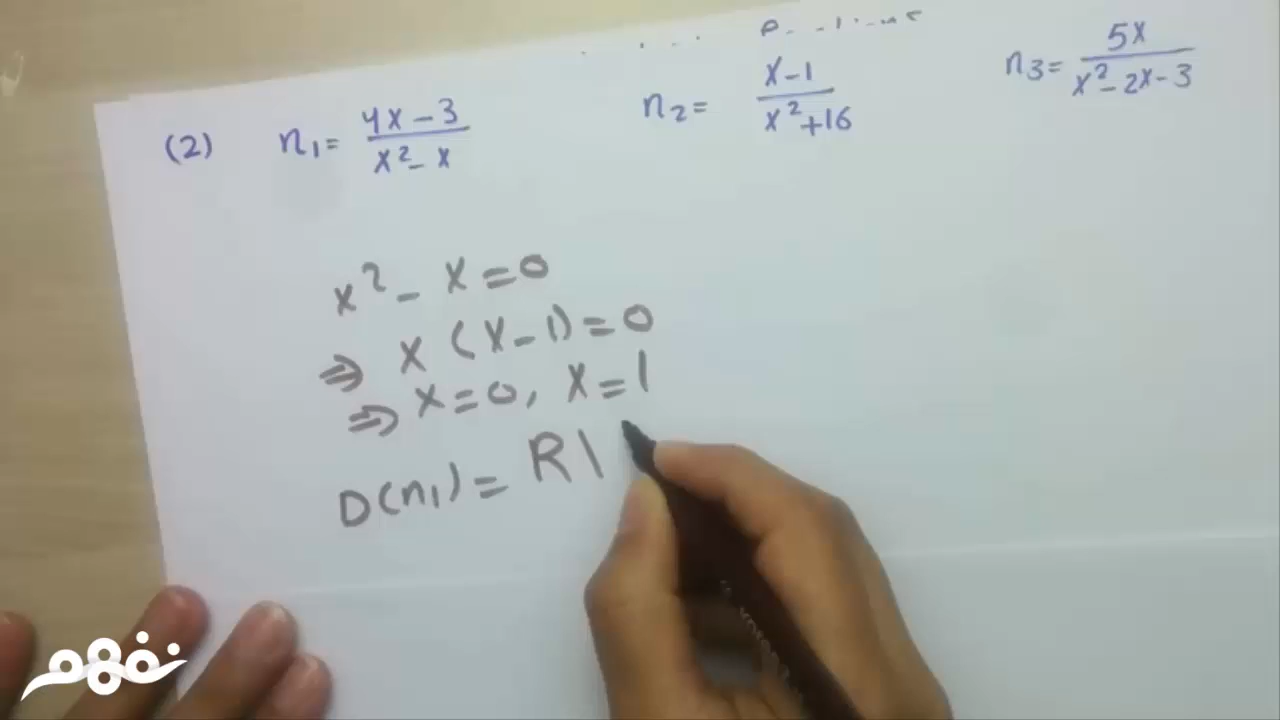 (2) n₁= (4x-3)/(x²-x) n₂= (x-1)/(x²+16) n3= 5x/(x²-2x-3)
x²-x=0
⇒ x(x-1)=0
⇒ x=0, x=1
D(n₁)= R\
نفهم